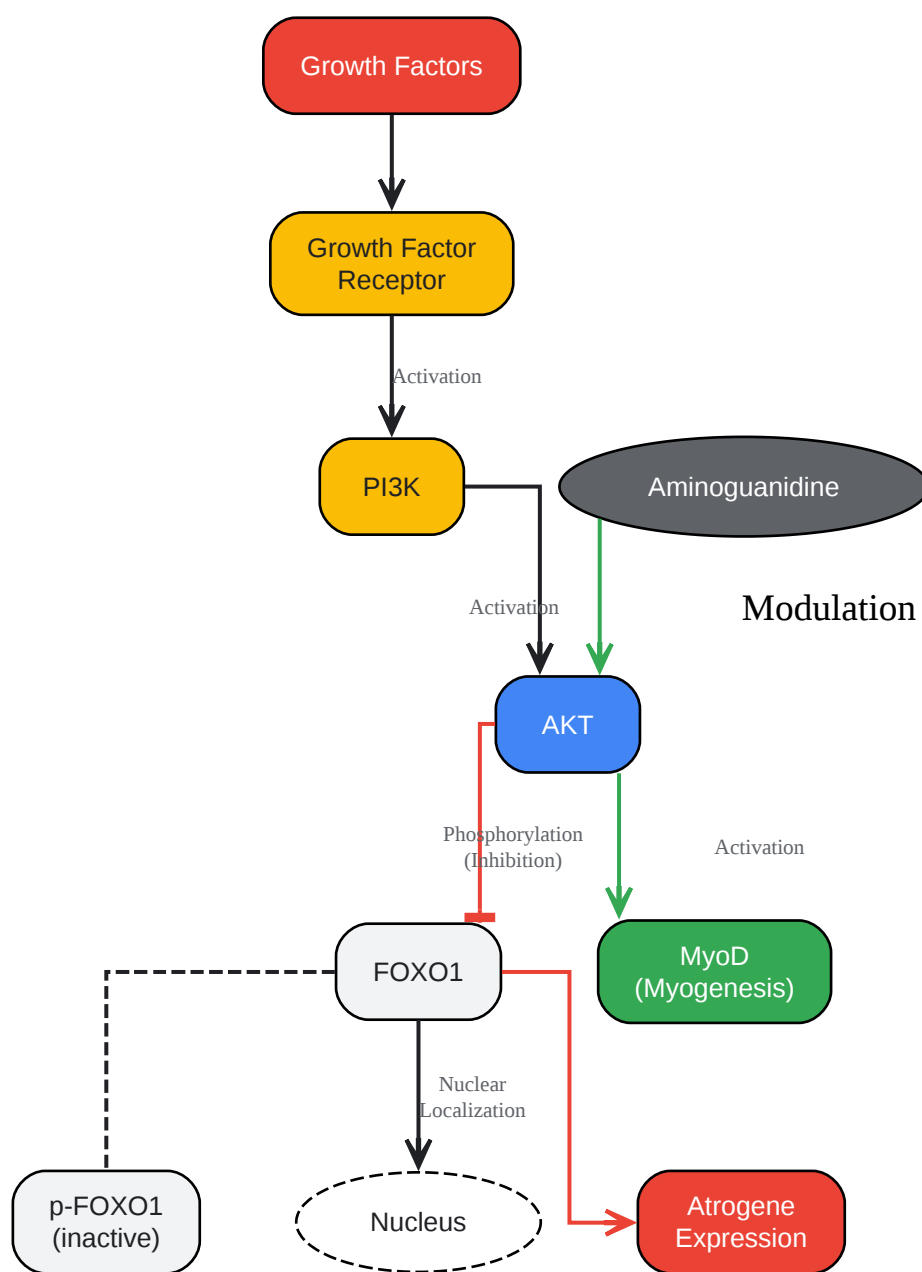 Growth Factors
Growth Factor
Receptor
Activation
PI3K
Aminoguanidine
Activation
Modulation
AKT
Phosphorylation
(Inhibition)
Activation
FOXO1
MyoD
(Myogenesis)
Nuclear
Localization
p-FOXO1
(inactive)
Nucleus
Atrogene
Expression